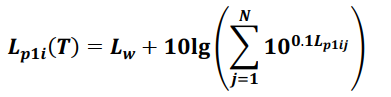 L_{p1i}(T) = L_w + 10lg(∑_{j=1}^{N} 10^{0.1L_{p1ij}})